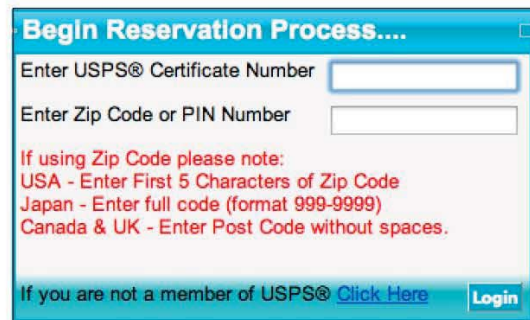 Begin Reservation Process....
Enter USPS® Certificate Number
Enter Zip Code or PIN Number
If using Zip Code please note:
USA - Enter First 5 Characters of Zip Code
Japan - Enter full code (format 999-9999)
Canada & UK - Enter Post Code without spaces.
If you are not a member of USPS® Click Here Login